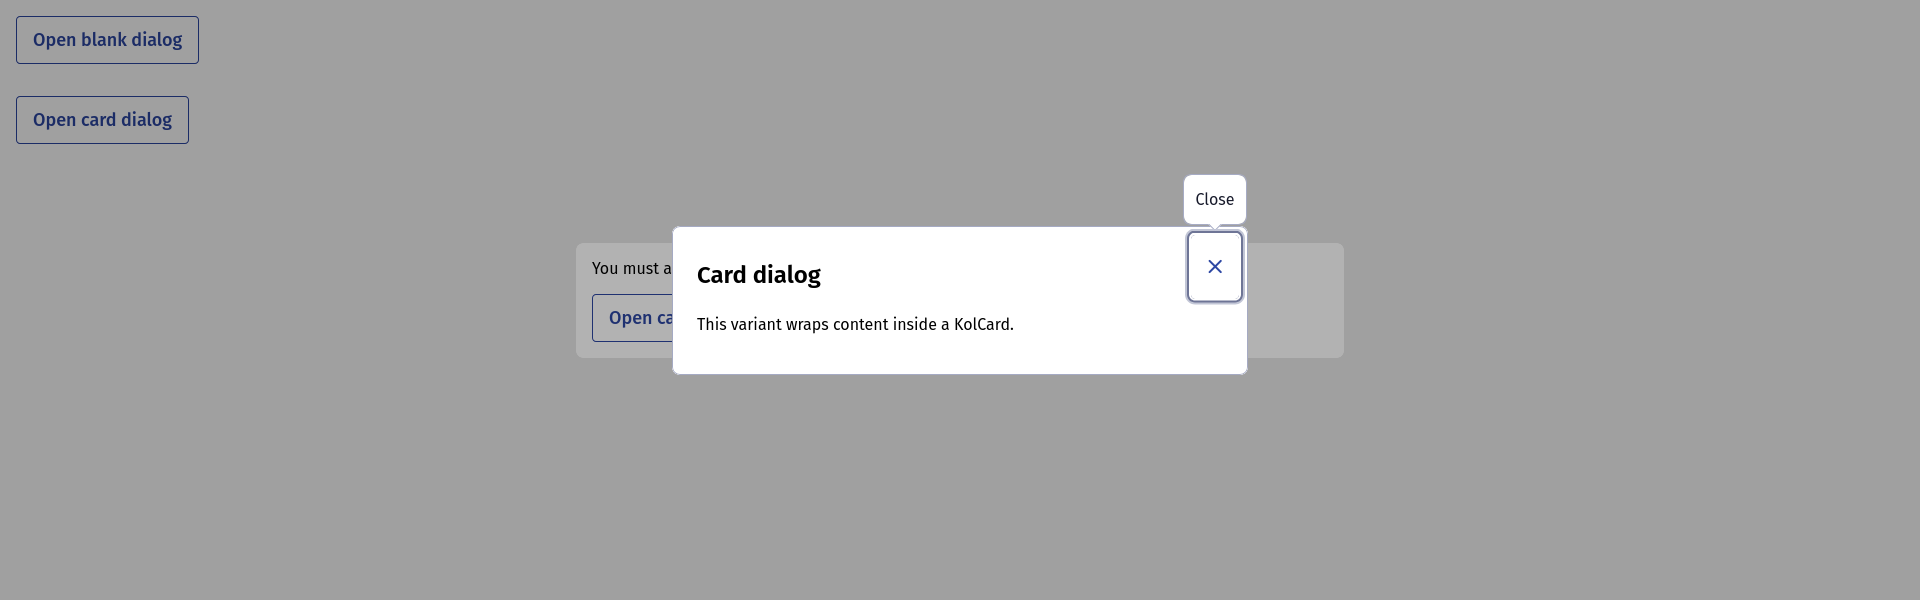 Open blank dialog
Open card dialog
Close
You must a
Card dialog
Open ca
This variant wraps content inside a KolCard.